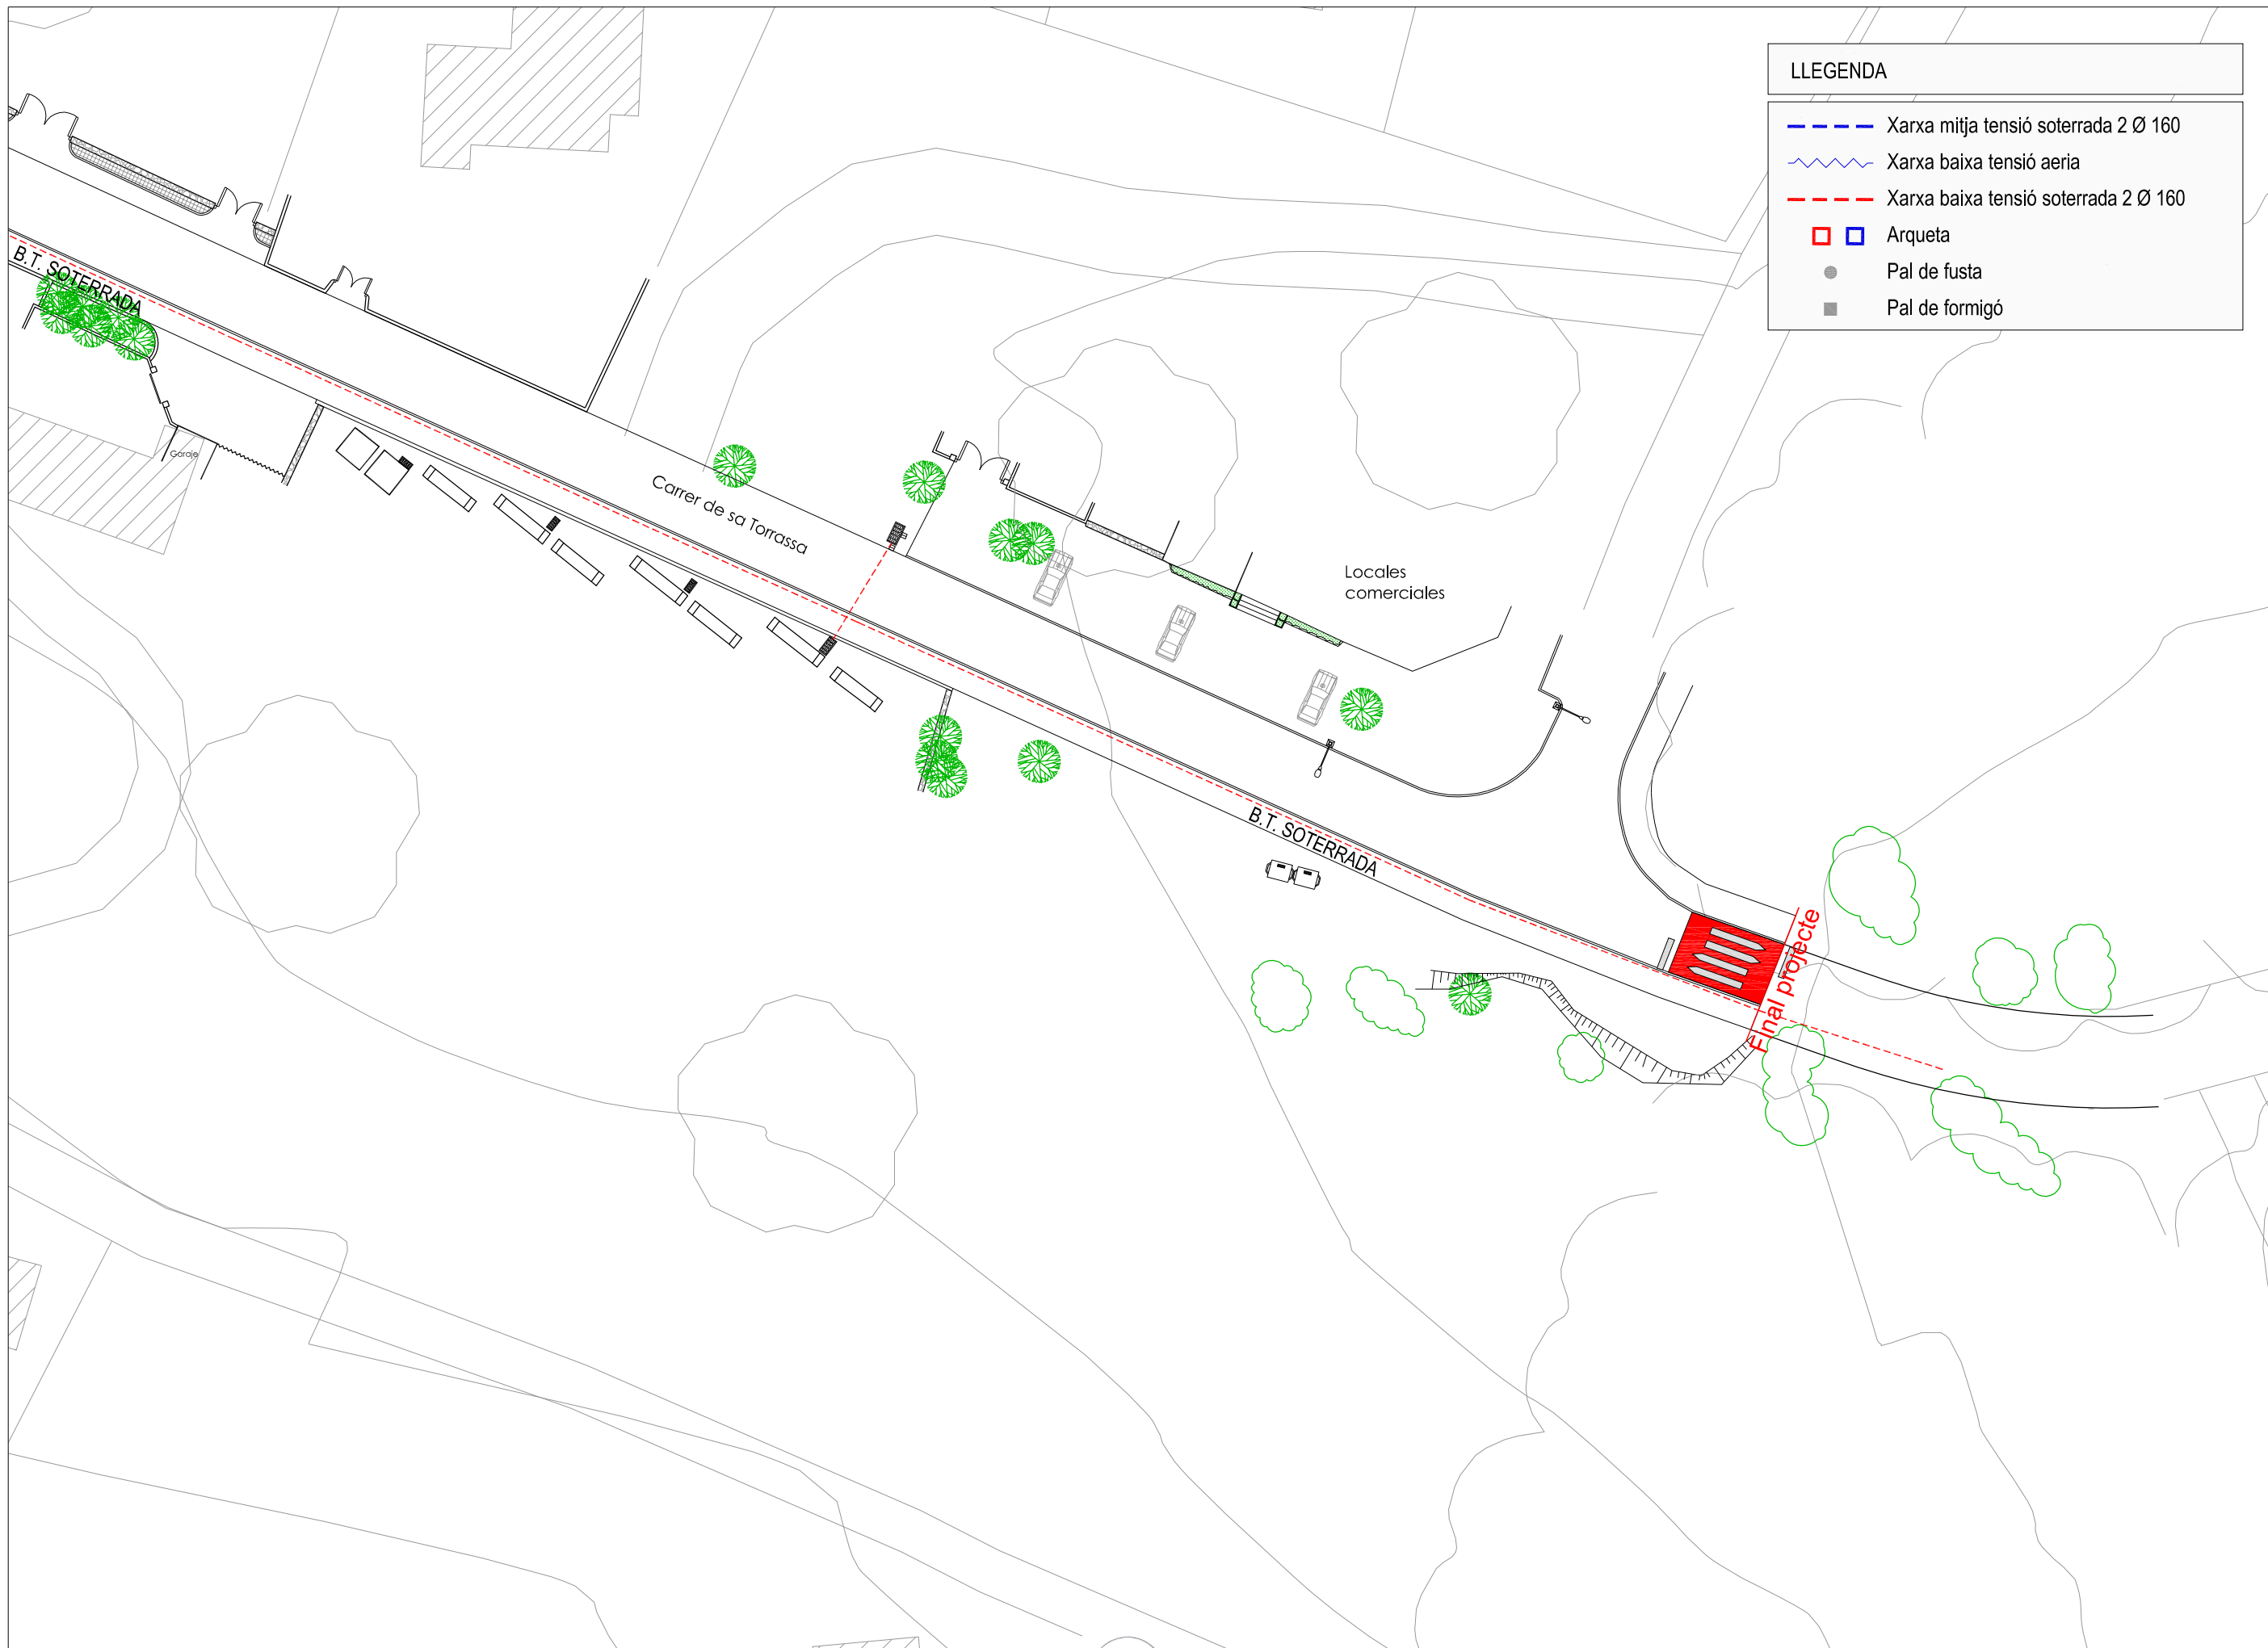 LLEGENDA
Xarxa mitja tensió soterrada 2 Ø 160
Xarxa baixa tensió aeria
Xarxa baixa tensió soterrada 2 Ø 160
Arqueta
Pal de fusta
Pal de formigó
B.T. SOTERRADA
Garaje
Carrer de sa Torrassa
Locales
comerciales
B.T. SOTERRADA
Final projecte